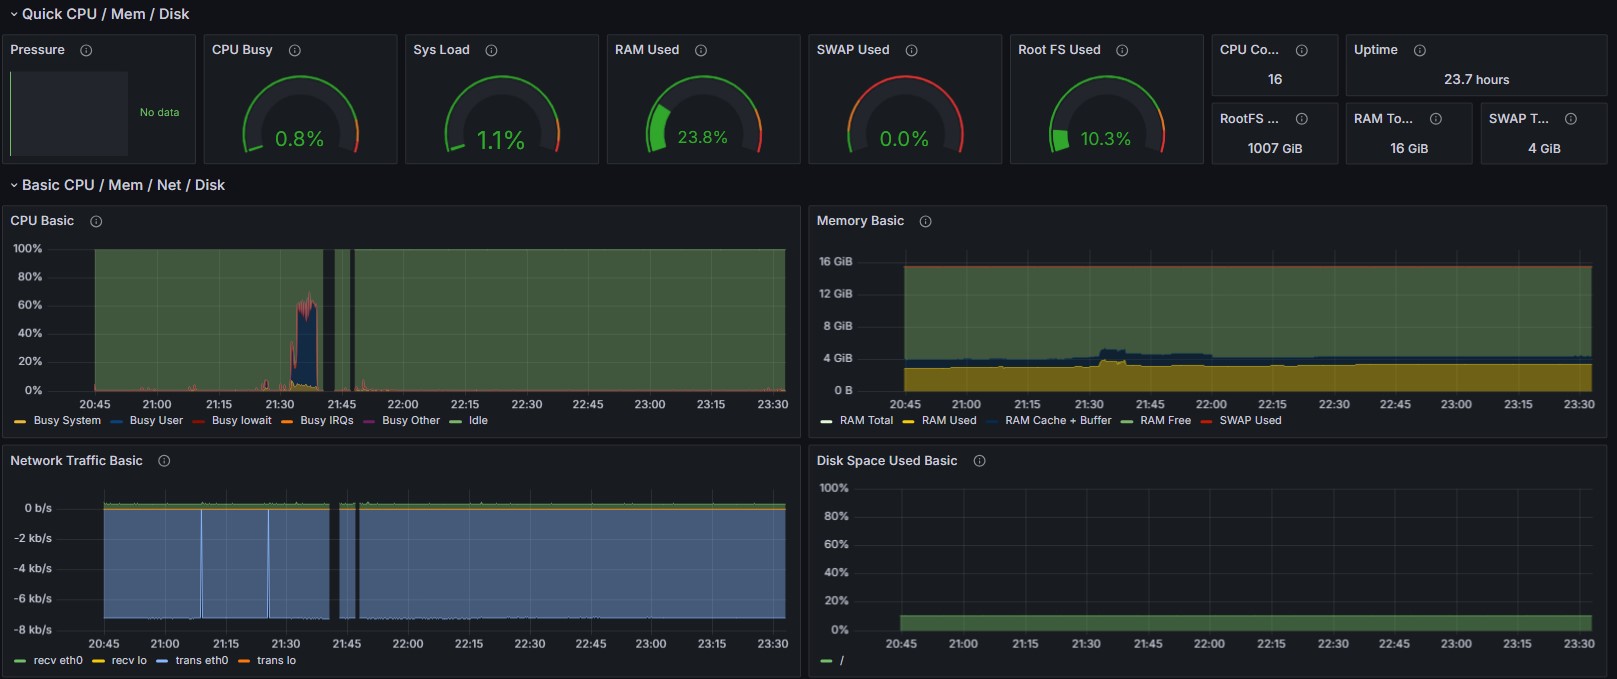 Quick CPU / Mem / Disk
Pressure
CPU Busy
Sys Load
RAM Used
SWAP Used
Root FS Used
CPU Co...
Uptime
No data
0.8%
1.1%
23.8%
0.0%
10.3%
16
23.7 hours
RootFS ...
RAM To...
SWAP T...
1007 GiB
16 GiB
4 GiB
Basic CPU / Mem / Net / Disk
CPU Basic
100%
80%
60%
40%
20%
0%
20:45 21:00 21:15 21:30 21:45 22:00 22:15 22:30 22:45 23:00 23:15 23:30
Busy System Busy User Busy Iowait Busy IRQs Busy Other Idle
Memory Basic
16 GiB
12 GiB
8 GiB
4 GiB
0 B
20:45 21:00 21:15 21:30 21:45 22:00 22:15 22:30 22:45 23:00 23:15 23:30
RAM Total RAM Used RAM Cache + Buffer RAM Free SWAP Used
Network Traffic Basic
0 b/s
-2 kb/s
-4 kb/s
-6 kb/s
-8 kb/s
20:45 21:00 21:15 21:30 21:45 22:00 22:15 22:30 22:45 23:00 23:15 23:30
recv eth0 recv lo trans eth0 trans lo
Disk Space Used Basic
100%
80%
60%
40%
20%
0%
20:45 21:00 21:15 21:30 21:45 22:00 22:15 22:30 22:45 23:00 23:15 23:30
/